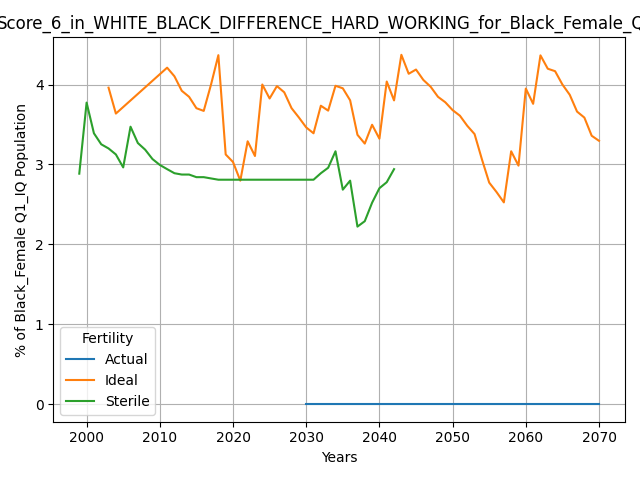 Score_6_in_WHITE_BLACK_DIFFERENCE_HARD_WORKING_for_Black_Female_Q
% of Black_Female Q1_IQ Population
4
3
2
1
0
Fertility
Actual
Ideal
Sterile
2000 2010 2020 2030 2040 2050 2060 2070
Years